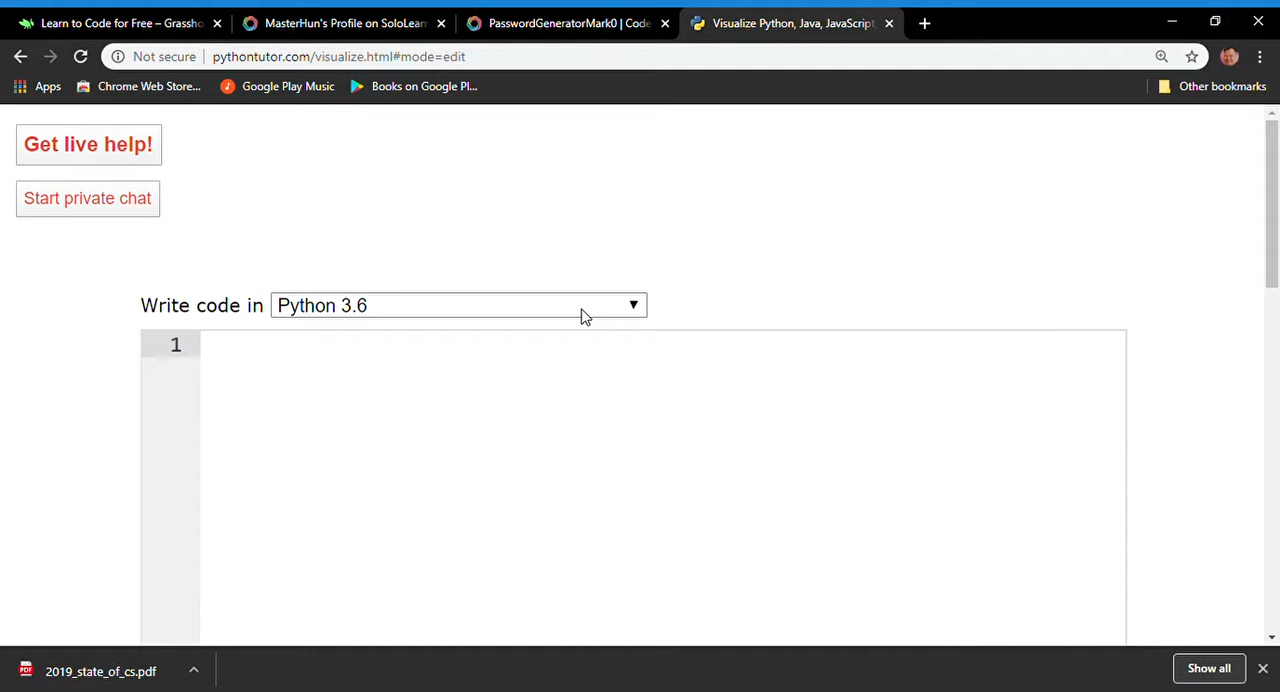 Learn to Code for Free – Grassho
MasterHun's Profile on SoloLearn
PasswordGeneratorMark0 | Code
Visualize Python, Java, JavaScript,
Not secure
pythontutor.com/visualize.html#mode=edit
Apps
Chrome Web Store...
Google Play Music
Books on Google Pl...
Other bookmarks
Get live help!
Start private chat
Write code in Python 3.6
1
PDF
2019_state_of_cs.pdf
Show all